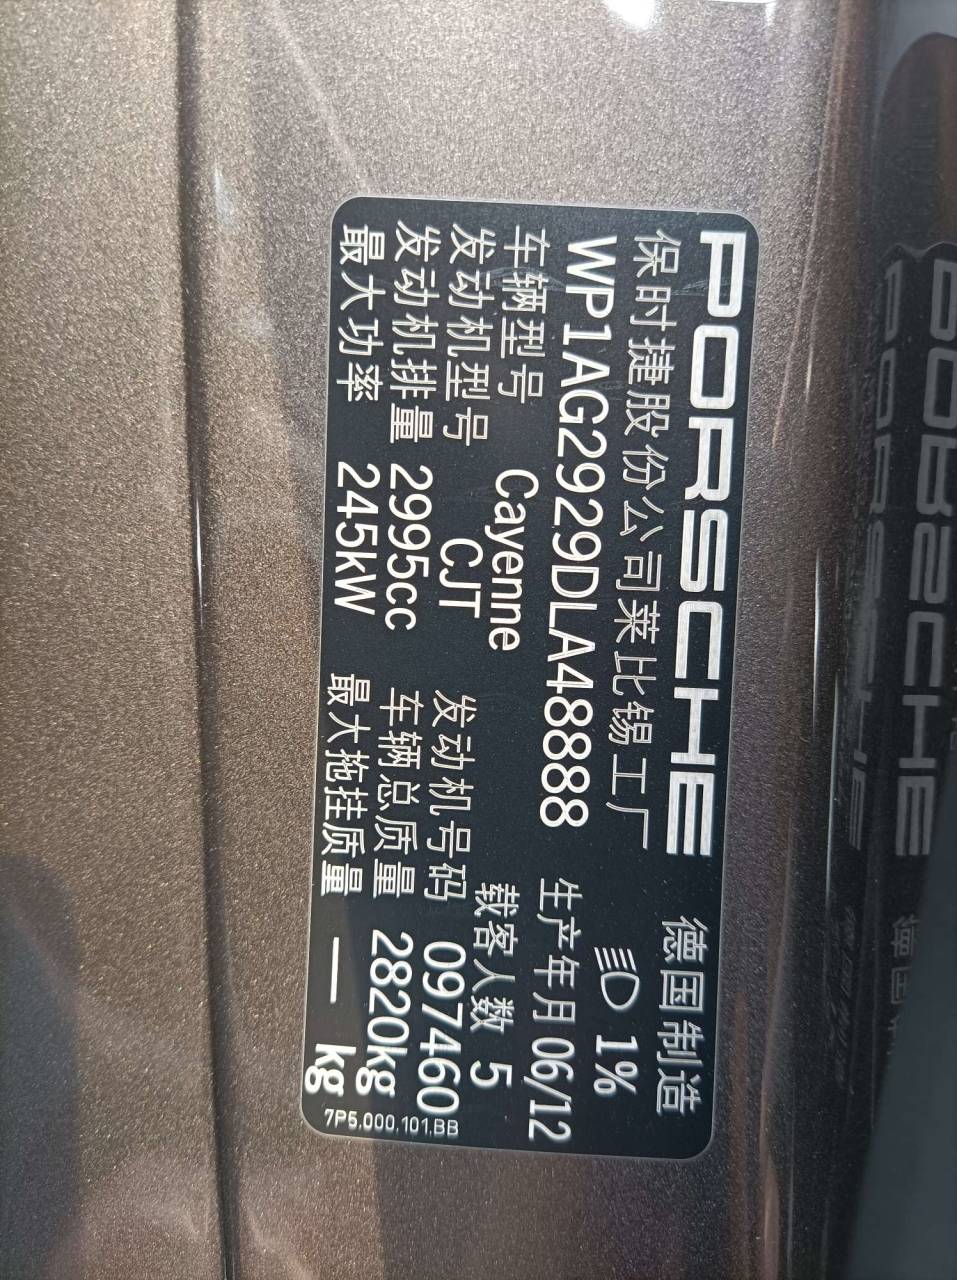 PORSCHE 德国制造
保时捷股份公司莱比锡工厂 1%
WP1AG2929DLA48888 生产年月 06/12
车辆型号 Cayenne 载客人数 5
发动机型号 CJT 发动机号码 097460
发动机排量 2995cc 车辆总质量 2820kg
最大功率 245kW 最大拖挂质量 — kg
7P5.000.101.BB